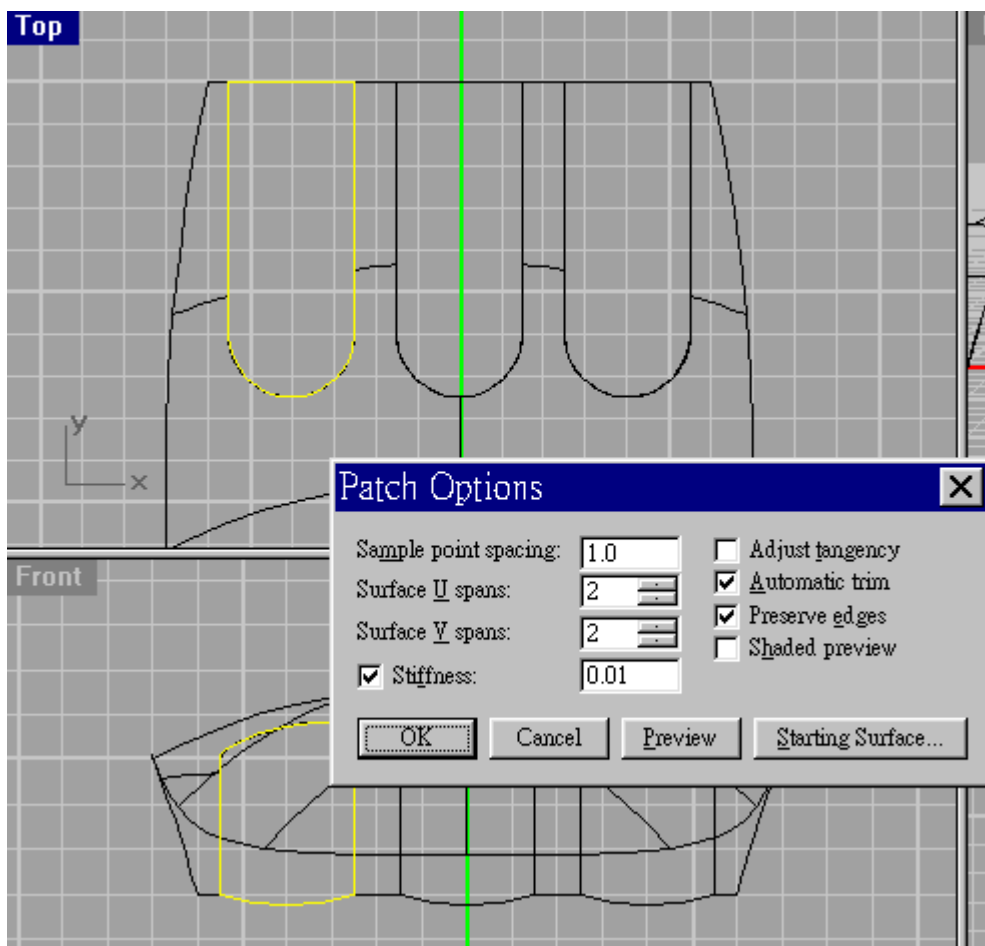 Top
y
x
Patch Options
Sample point spacing: 1.0
Adjust tangency
Surface U spans: 2
Automatic trim
Preserve edges
Surface V spans: 2
Shaded preview
Stiffness: 0.01
OK Cancel Preview Starting Surface...
Front